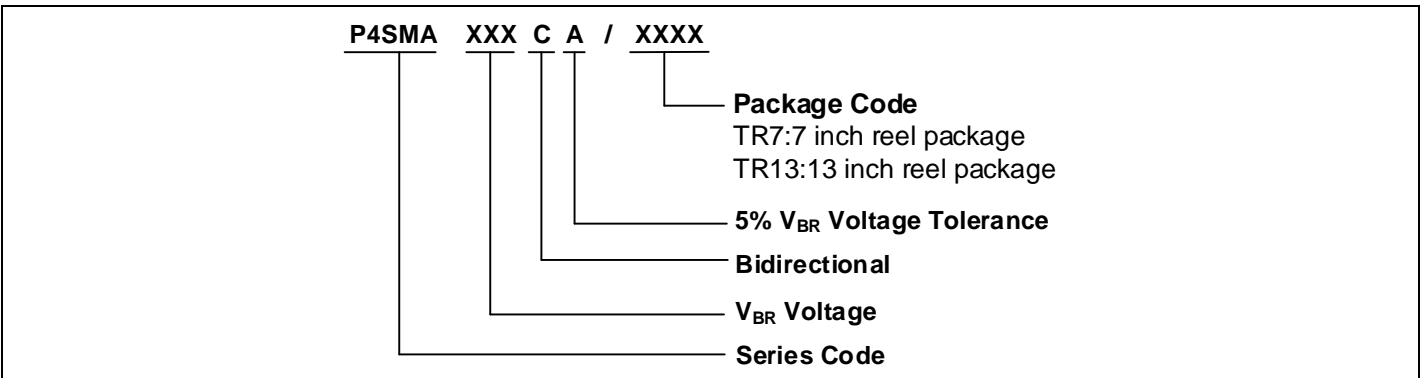 P4SMA XXX C A / XXXX
Package Code
TR7:7 inch reel package
TR13:13 inch reel package
5% VBR Voltage Tolerance
Bidirectional
VBR Voltage
Series Code